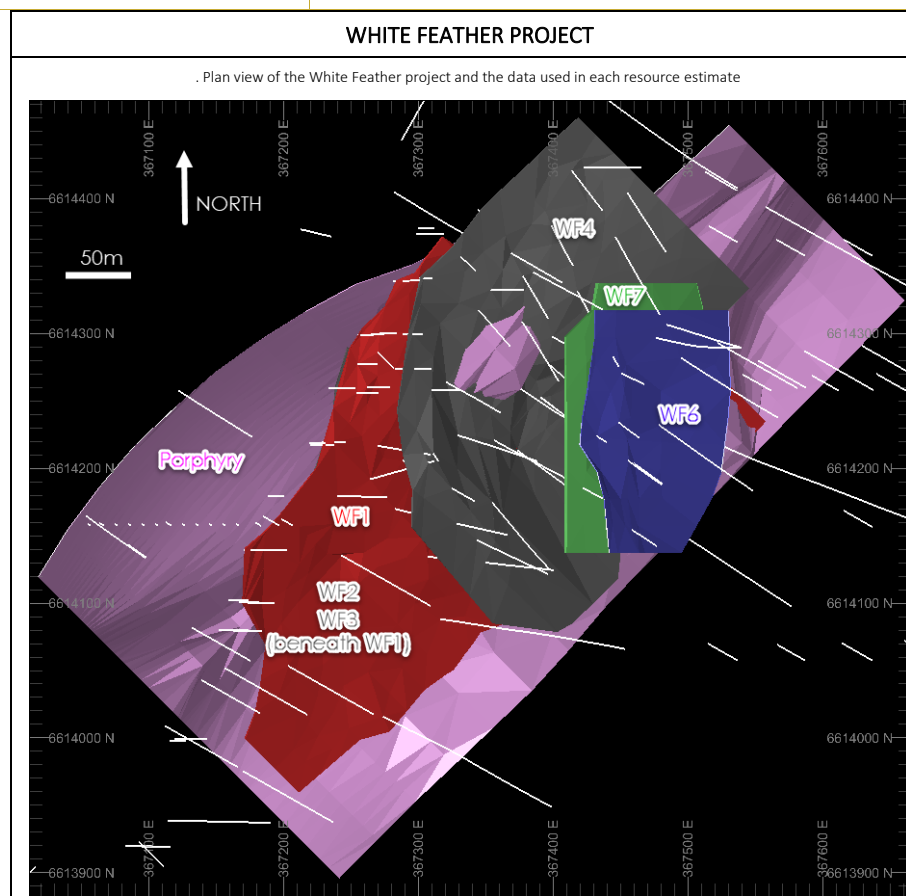 WHITE FEATHER PROJECT
. Plan view of the White Feather project and the data used in each resource estimate
367100 E
367200 E
367300 E
367400 E
367500 E
367600 E
6614400 N
6614400 N
NORTH
WF4
50m
WF7
6614300 N
6614300 N
WF6
Porphyry
6614200 N
6614200 N
WF1
WF2
6614100 N
6614100 N
WF3
(beneath WF1)
6614000 N
6614000 N
367100 E
367200 E
367300 E
367400 E
367500 E
367600 E
6613900 N
6613900 N